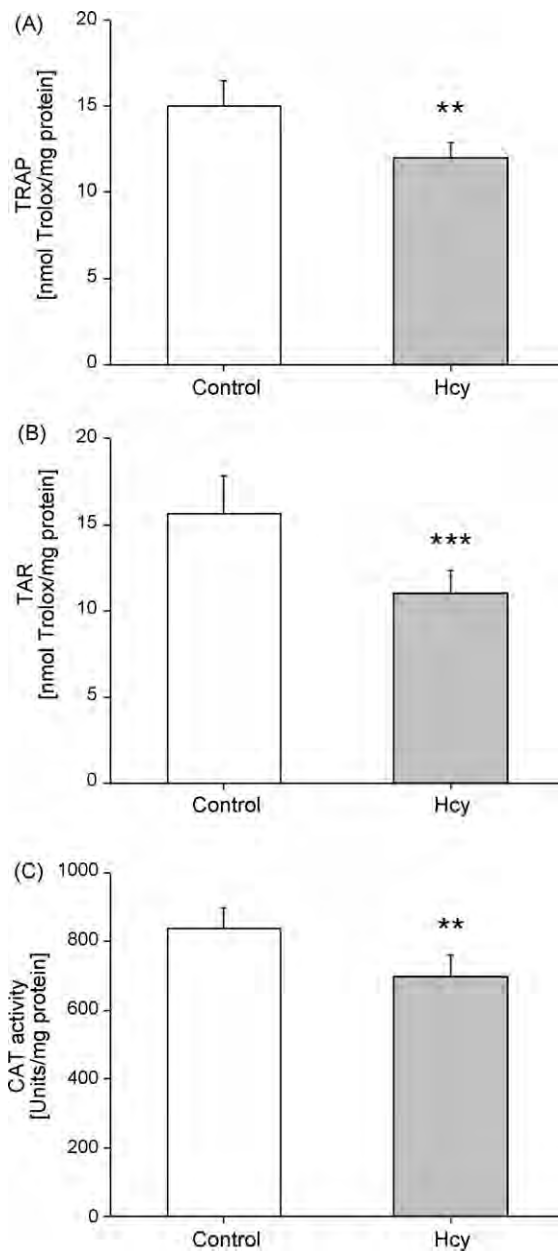 (A)
20
15
10
5
0
TRAP
[nmol Trolox/mg protein]
**
Control
Hcy
(B)
20
15
10
5
0
TAR
[nmol Trolox/mg protein]
***
Control
Hcy
(C)
1000
800
600
400
200
0
CAT activity
[Units/mg protein]
**
Control
Hcy